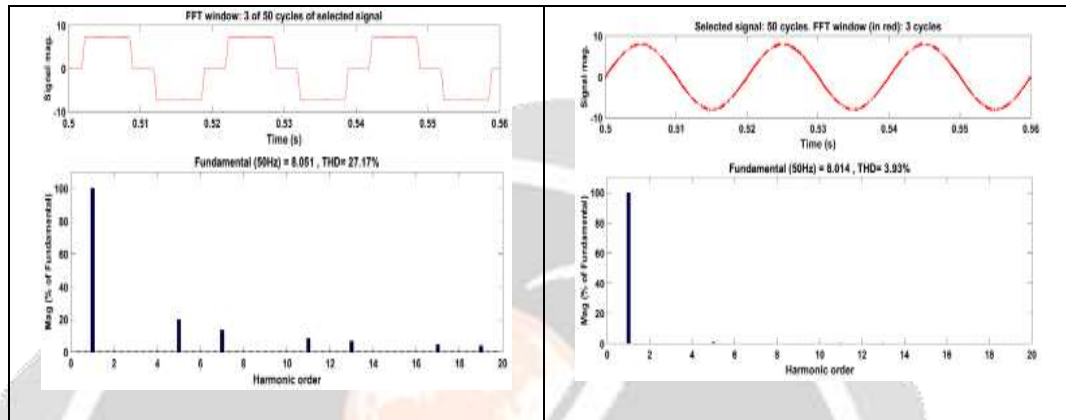 FFT window: 3 of 50 cycles of selected signal
Signal mag.
10
0
-10
0.5 0.51 0.52 0.53 0.54 0.55 0.56
Time (s)
Fundamental (50Hz) = 8.051 , THD= 27.17%
Mag (% of Fundamental)
100
80
60
40
20
0
0 2 4 6 8 10 12 14 16 18 20
Harmonic order
Selected signal: 50 cycles. FFT window (in red): 3 cycles
Signal mag.
10
0
-10
0.5 0.51 0.52 0.53 0.54 0.55 0.56
Time (s)
Fundamental (50Hz) = 8.014 , THD= 3.93%
Mag (% of Fundamental)
100
80
60
40
20
0
0 2 4 6 8 10 12 14 16 18 20
Harmonic order